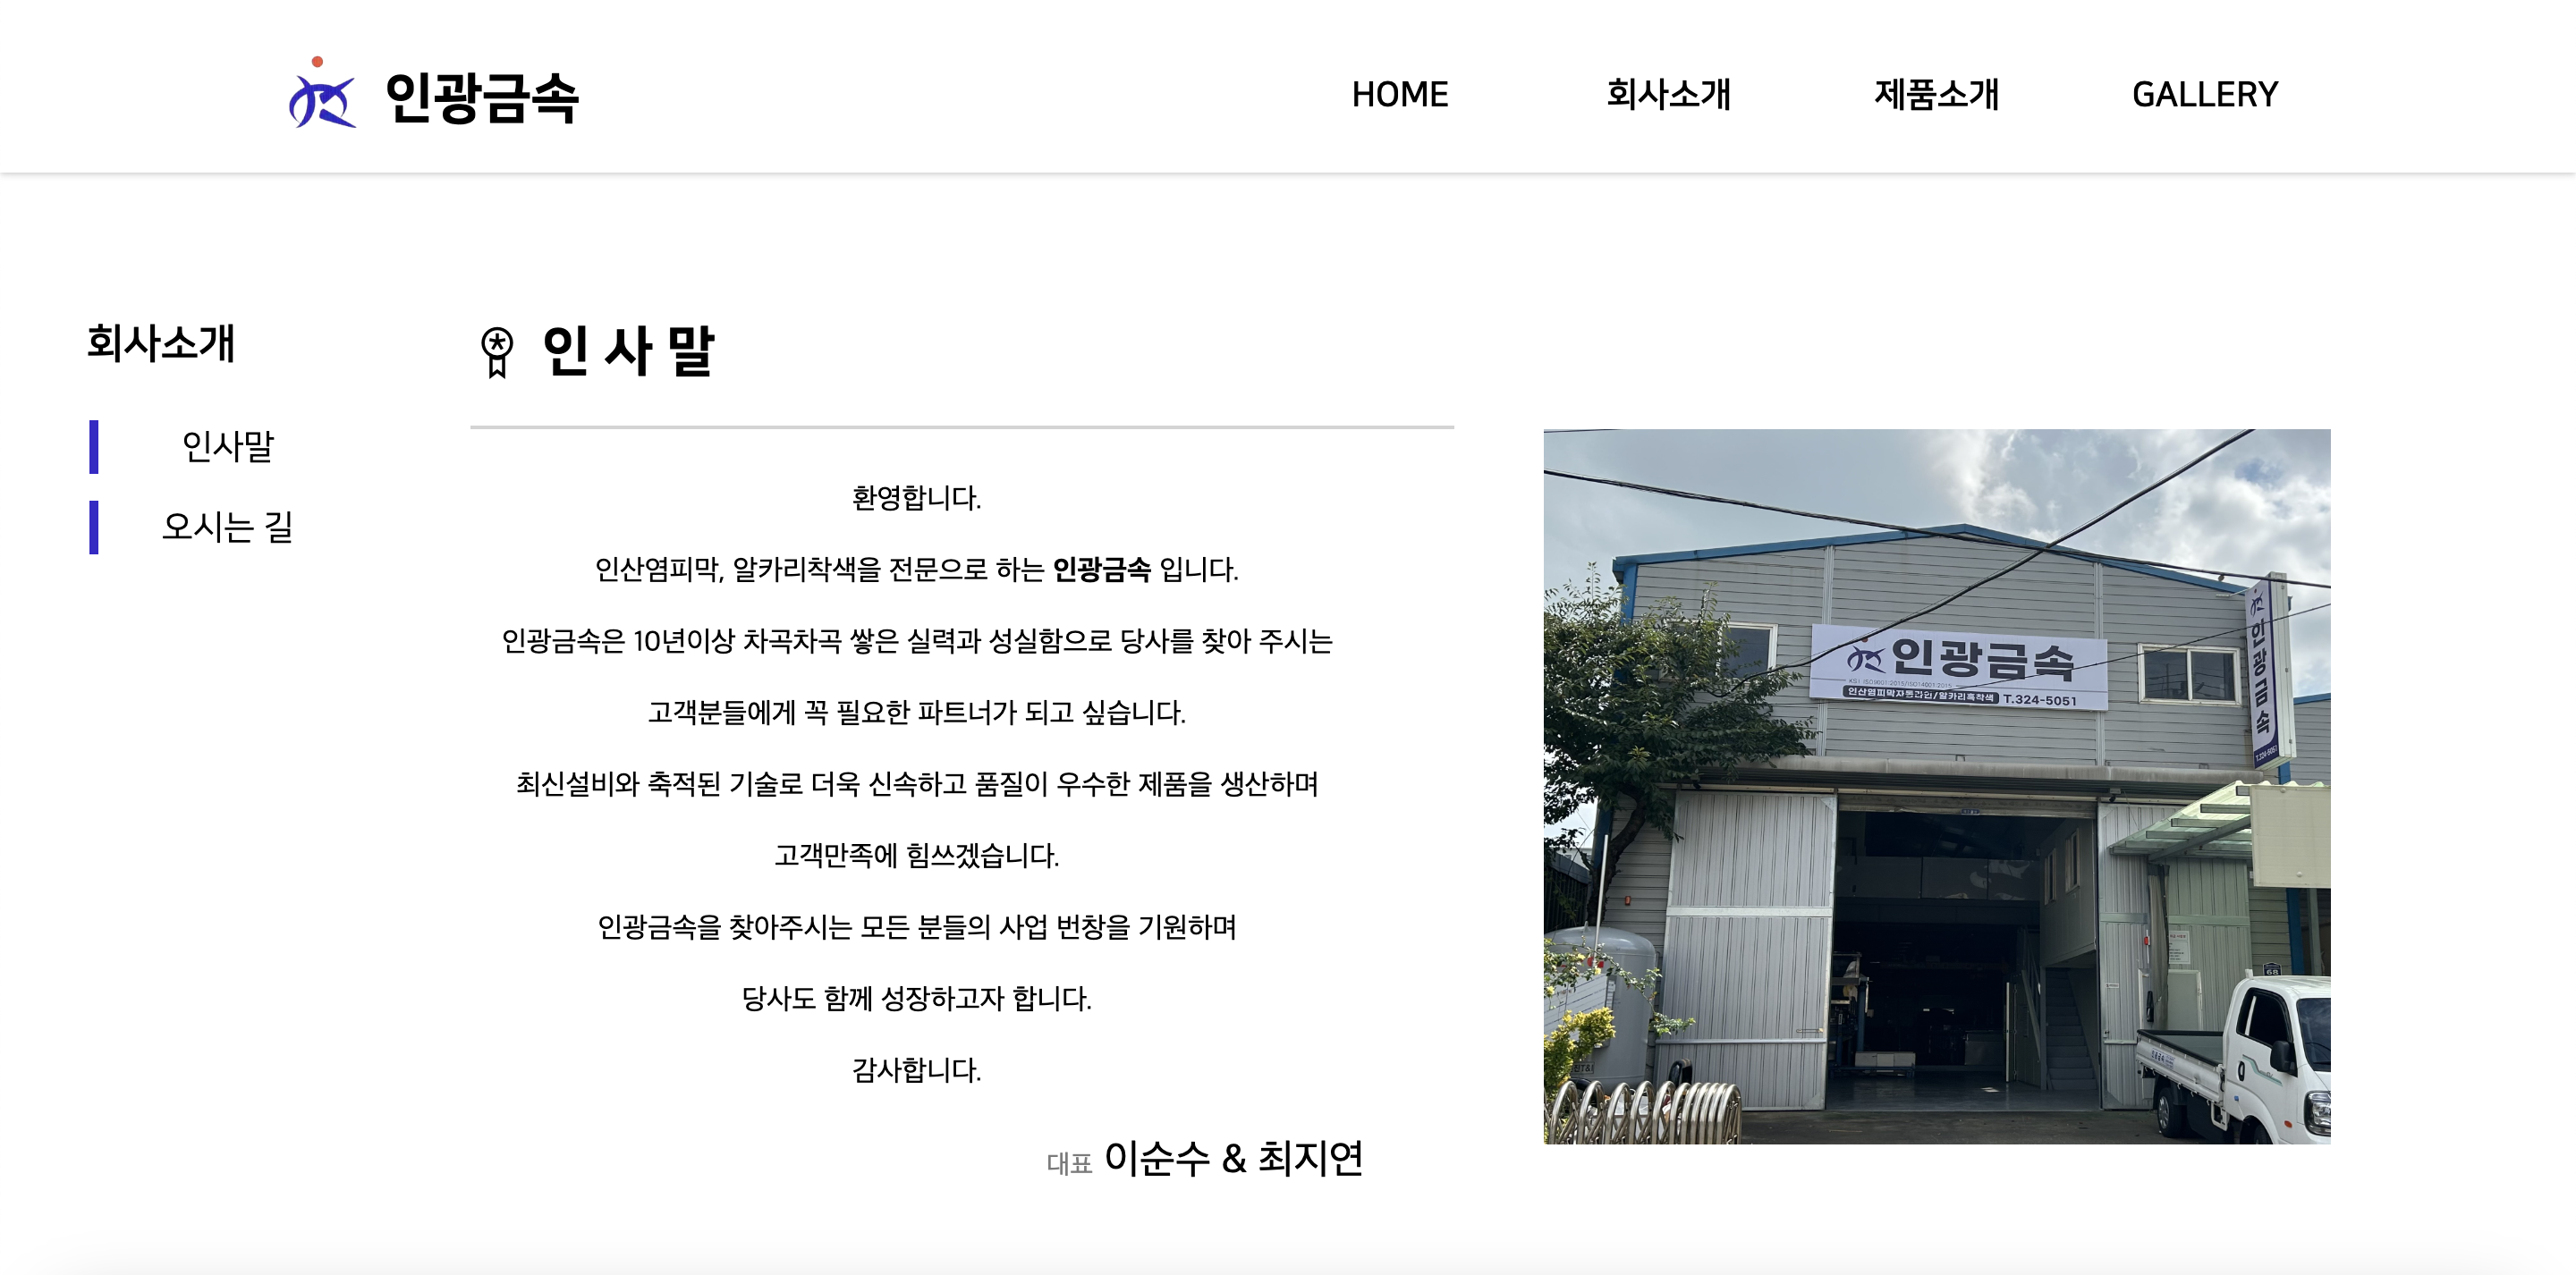 인광금속
HOME
회사소개
제품소개
GALLERY
회사소개
인사말
오시는 길
인 사 말
환영합니다.
인산염피막, 알카리착색을 전문으로 하는 인광금속 입니다.
인광금속은 10년이상 차곡차곡 쌓은 실력과 성실함으로 당사를 찾아 주시는
고객분들에게 꼭 필요한 파트너가 되고 싶습니다.
최신설비와 축적된 기술로 더욱 신속하고 품질이 우수한 제품을 생산하며
고객만족에 힘쓰겠습니다.
인광금속을 찾아주시는 모든 분들의 사업 번창을 기원하며
당사도 함께 성장하고자 합니다.
감사합니다.
대표 이순수 & 최지연
인광금속
KSI ISO9001:2015/ISO14001:2015
인산염피막자동라인/알카리흑착색 T.324-5051
인광금속
68